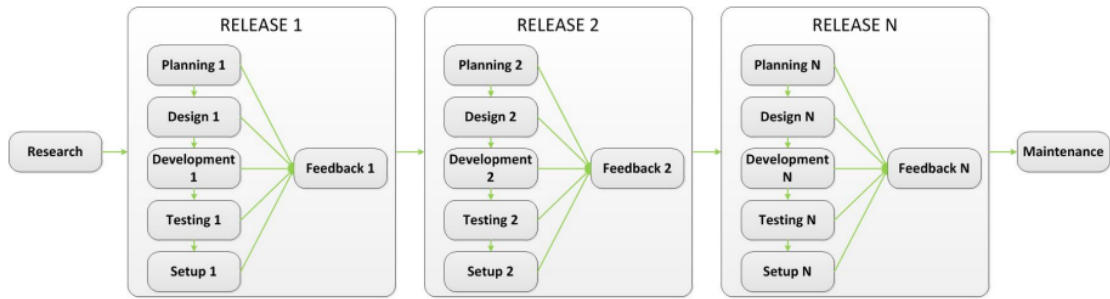 Research
RELEASE 1
Planning 1
Design 1
Development
1
Testing 1
Setup 1
Feedback 1
RELEASE 2
Planning 2
Design 2
Development
2
Testing 2
Setup 2
Feedback 2
RELEASE N
Planning N
Design N
Development
N
Testing N
Setup N
Feedback N
Maintenance